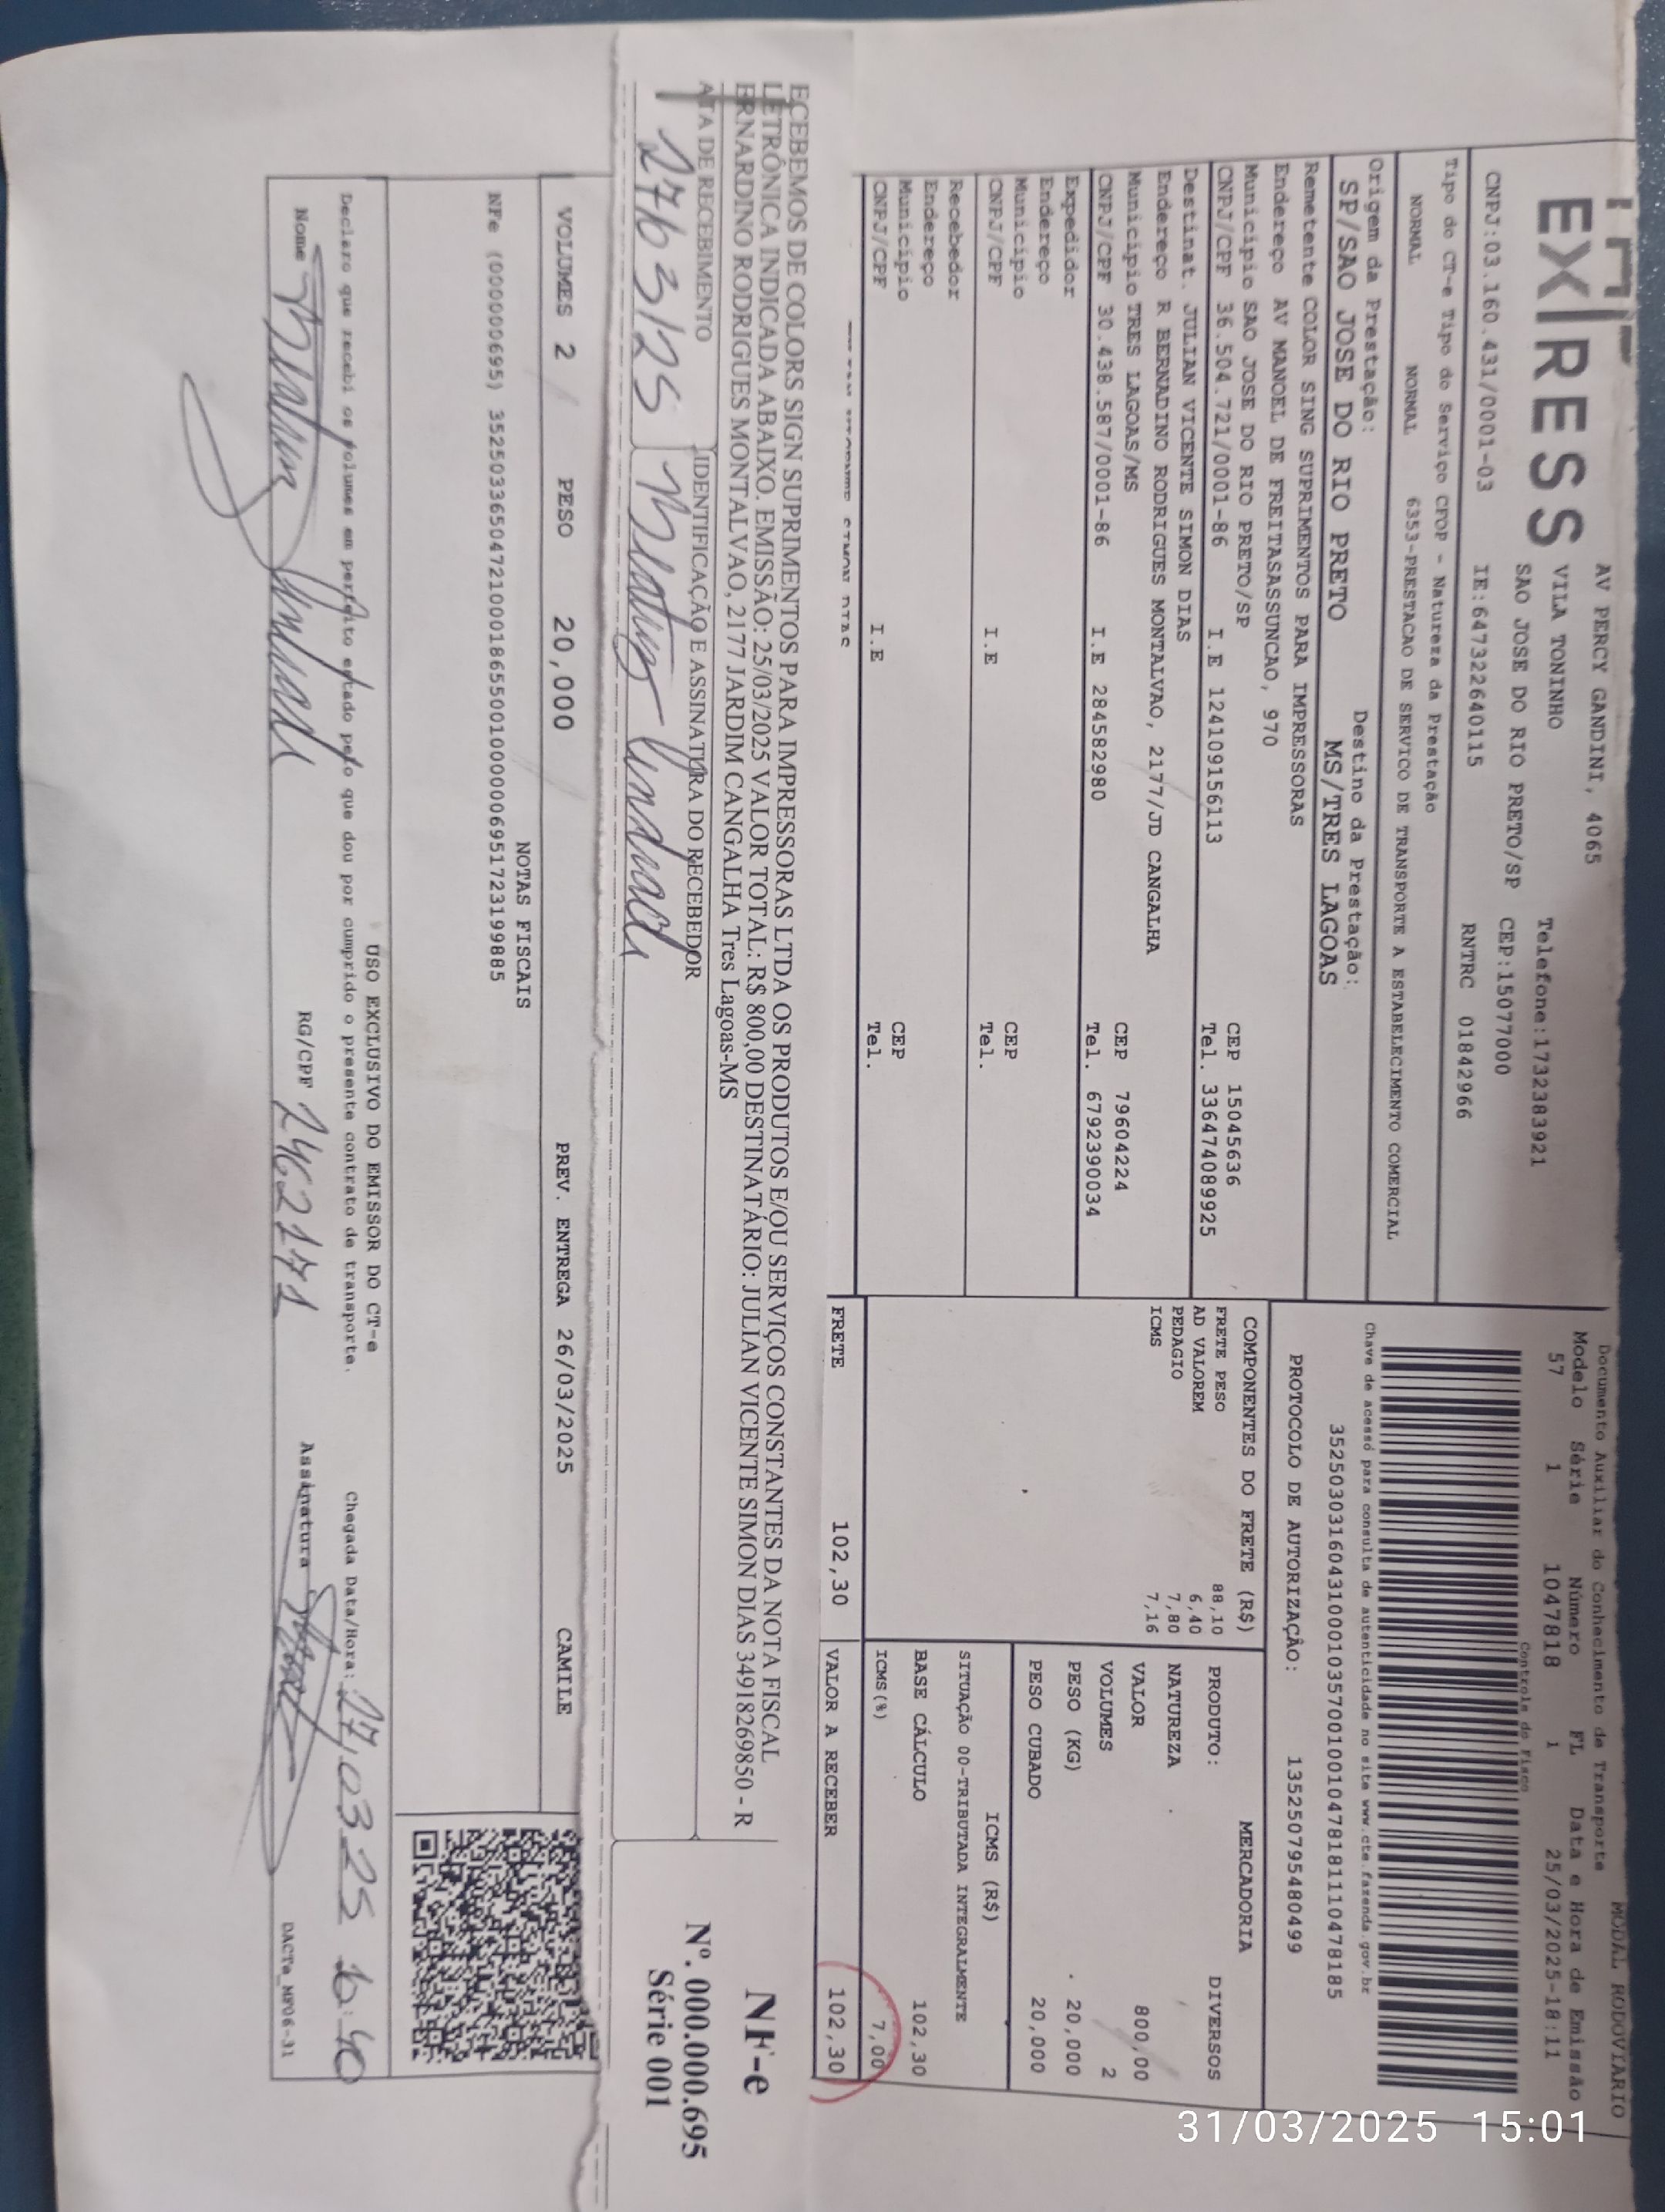 EXPRESS
AV PERCY GANDINI, 4065
VILA TONINHO
SAO JOSE DO RIO PRETO/SP CEP:15077000
Telefone:1732383921
CNPJ:03.160.431/0001-03 IE:647322640115 RNTRC 01842966
Tipo do CT-e Tipo do Serviço CFOP - Natureza da Prestação
NORMAL NORMAL 6353-PRESTACAO DE SERVICO DE TRANSPORTE A ESTABELECIMENTO COMERCIAL
Origem da Prestação: Destino da Prestação:
SP/SAO JOSE DO RIO PRETO MS/TRES LAGOAS
Remetente COLOR SING SUPRIMENTOS PARA IMPRESSORAS
Endereço AV MANOEL DE FREITASASSUNCAO, 970
Município SAO JOSE DO RIO PRETO/SP CEP 15045636
CNPJ/CPF 36.504.721/0001-86 I.E 124109156113 Tel. 336474089925
Destinat. JULIAN VICENTE SIMON DIAS
Endereço R BERNADINO RODRIGUES MONTALVAO, 2177/JD CANGALHA
Município TRES LAGOAS/MS CEP 79604224
CNPJ/CPF 30.438.587/0001-86 I.E 284582980 Tel. 6792390034
Expedidor
Endereço
Município CEP
CNPJ/CPF I.E Tel.
Recebedor
Endereço
Município CEP
CNPJ/CPF I.E Tel.
MODAL RODOVIARIO
Documento Auxiliar do Conhecimento de Transporte
Modelo Série Número FL Data e Hora de Emissão
57 1 1047818 1 25/03/2025-18:11
Controle do Fisco
Chave de acesso para consulta de autenticidade no site www.cte.fazenda.gov.br
35250303160431000103570010010478181110478185
PROTOCOLO DE AUTORIZAÇÃO: 135250795480499
COMPONENTES DO FRETE (R$)
FRETE PESO 88,10
AD VALOREM 6,40
PEDAGIO 7,80
ICMS 7,16
MERCADORIA
PRODUTO: DIVERSOS
NATUREZA
VALOR 800,00
VOLUMES 2
PESO (KG) 20,000
PESO CUBADO 20,000
ICMS (R$)
SITUAÇÃO 00-TRIBUTADA INTEGRALMENTE
BASE CÁLCULO 102,30
ICMS(%) 7,00
FRETE 102,30 VALOR A RECEBER 102,30
ECEBEMOS DE COLORS SIGN SUPRIMENTOS PARA IMPRESSORAS LTDA OS PRODUTOS E/OU SERVIÇOS CONSTANTES DA NOTA FISCAL
LETRÔNICA INDICADA ABAIXO. EMISSÃO: 25/03/2025 VALOR TOTAL: R$ 800,00 DESTINATÁRIO: JULIAN VICENTE SIMON DIAS 34918269850 - R
ERNARDINO RODRIGUES MONTALVAO, 2177 JARDIM CANGALHA Tres Lagoas-MS
ATA DE RECEBIMENTO IDENTIFICAÇÃO E ASSINATURA DO RECEBEDOR
NF-e
Nº. 000.000.695
Série 001
VOLUMES 2 PESO 20,000 PREV. ENTREGA 26/03/2025 CAMILE
NOTAS FISCAIS
NFe (000000695) 35250336504721000186550010000006951723199885
USO EXCLUSIVO DO EMISSOR DO CT-e
Declaro que recebi os volumes em perfeito estado pelo que dou por cumprido o presente contrato de transporte. Chegada Data/Hora: 27,03 25 16:40
Nome RG/CPF Assinatura
DACTe_MP06-31
31/03/2025 15:01